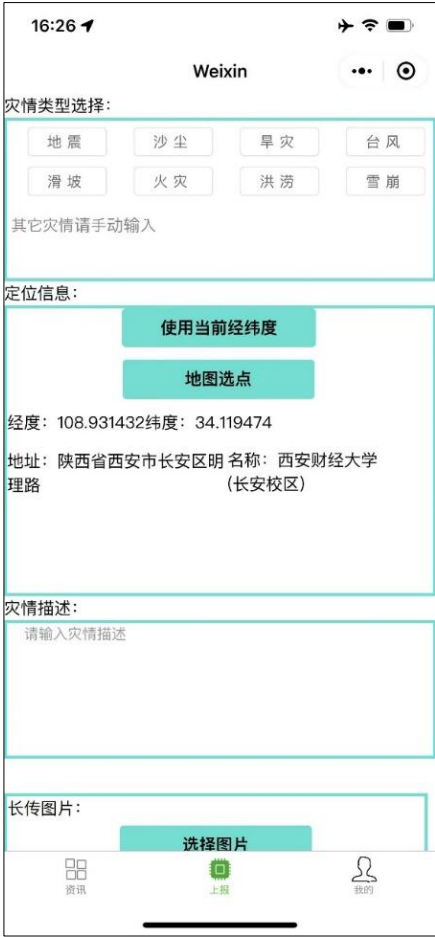 16:26
Weixin
灾情类型选择：
地震 沙尘 旱灾 台风
滑坡 火灾 洪涝 雪崩
其它灾情请手动输入
定位信息：
使用当前经纬度
地图选点
经度：108.931432纬度：34.119474
地址：陕西省西安市长安区明理路
名称：西安财经大学(长安校区)
灾情描述：
请输入灾情描述
长传图片：
选择图片
资讯 上报 我的